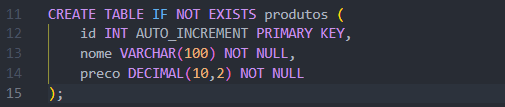 11 CREATE TABLE IF NOT EXISTS produtos (
12     id INT AUTO_INCREMENT PRIMARY KEY,
13     nome VARCHAR(100) NOT NULL,
14     preco DECIMAL(10,2) NOT NULL
15 );